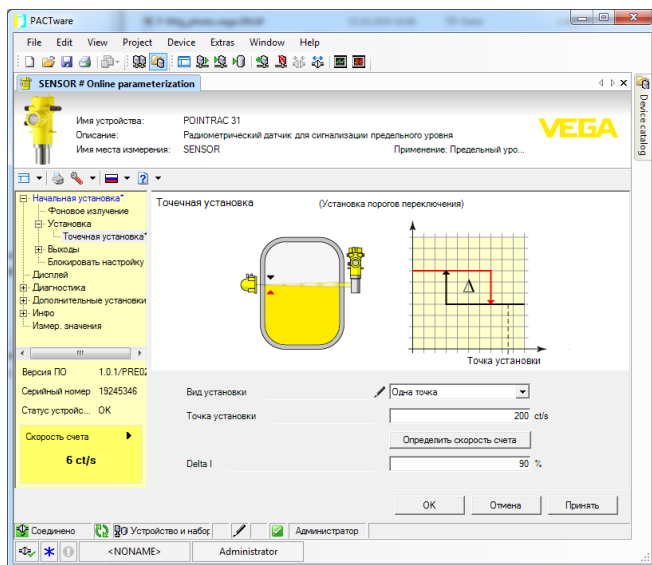 PACTware
File Edit View Project Device Extras Window Help
SENSOR # Online parameterization
Device catalog
Имя устройства: POINTRAC 31
Описание: Радиометрический датчик для сигнализации предельного уровня
Имя места измерения: SENSOR Применение: Предельный уро...
VEGA
Начальная установка*
Фоновое излучение
Установка
Точечная установка*
Выходы
Блокировать настройку
Дисплей
Диагностика
Дополнительные установки
Инфо
Измер. значения
Версия ПО 1.0.1/PRE02
Серийный номер 19245346
Статус устройс... OK
Скорость счета
6 ct/s
Точечная установка (Установка порогов переключения)
Δ
Точка установки
Вид установки Одна точка
Точка установки 200 ct/s
Определить скорость счета
Delta I 90 %
OK Отмена Принять
Соединено Устройство и набор Администратор
<NONAME> Administrator